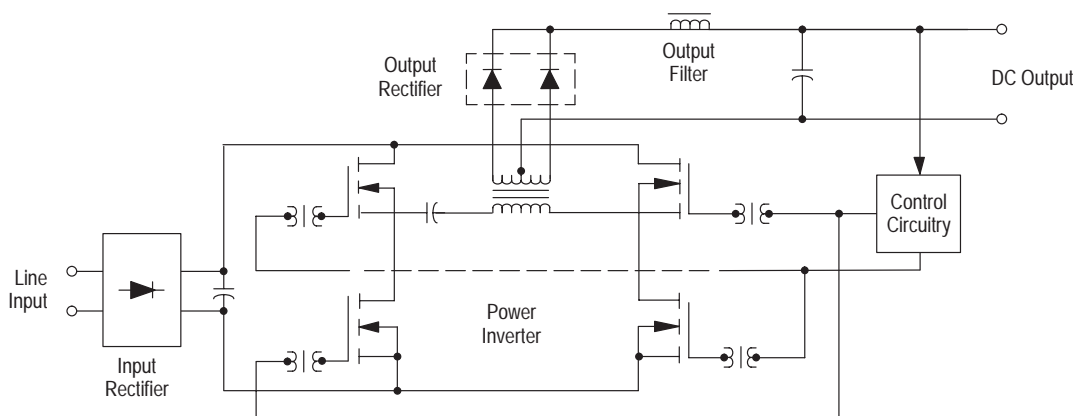 Output
Rectifier
Output
Filter
DC Output
Control
Circuitry
Line
Input
Power
Inverter
Input
Rectifier